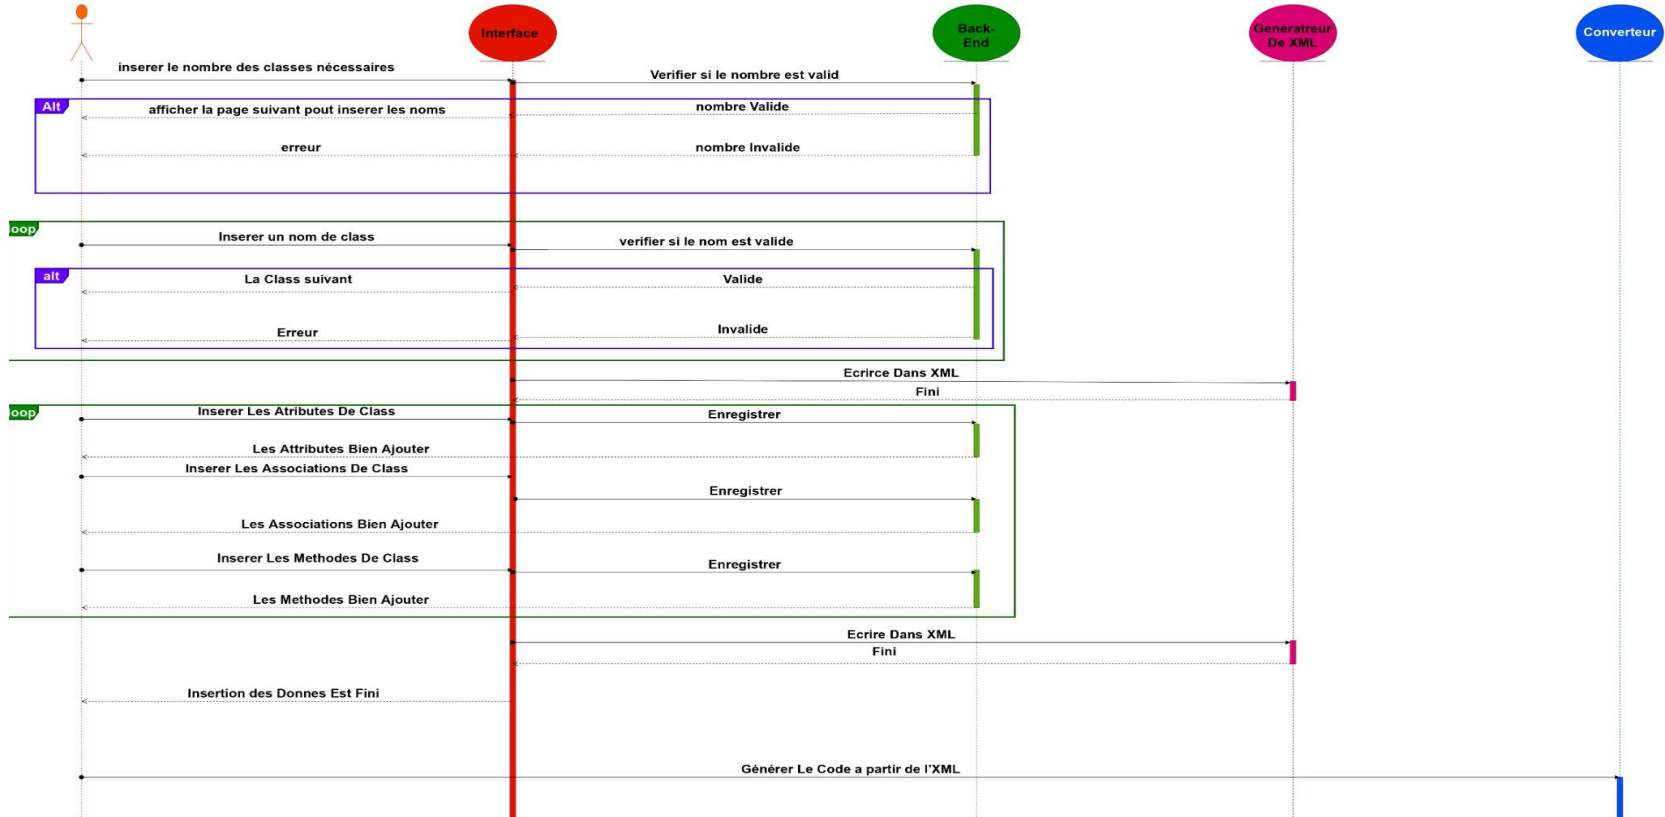 Interface
Back-
End
Generatreur
De XML
Converteur
inserer le nombre des classes nécessaires
Verifier si le nombre est valid
Alt
afficher la page suivant pout inserer les noms
nombre Valide
erreur
nombre Invalide
oop
Inserer un nom de class
verifier si le nom est valide
alt
La Class suivant
Valide
Erreur
Invalide
Ecrirce Dans XML
Fini
oop
Inserer Les Atributes De Class
Enregistrer
Les Attributes Bien Ajouter
Inserer Les Associations De Class
Enregistrer
Les Associations Bien Ajouter
Inserer Les Methodes De Class
Enregistrer
Les Methodes Bien Ajouter
Ecrire Dans XML
Fini
Insertion des Donnes Est Fini
Générer Le Code a partir de l'XML